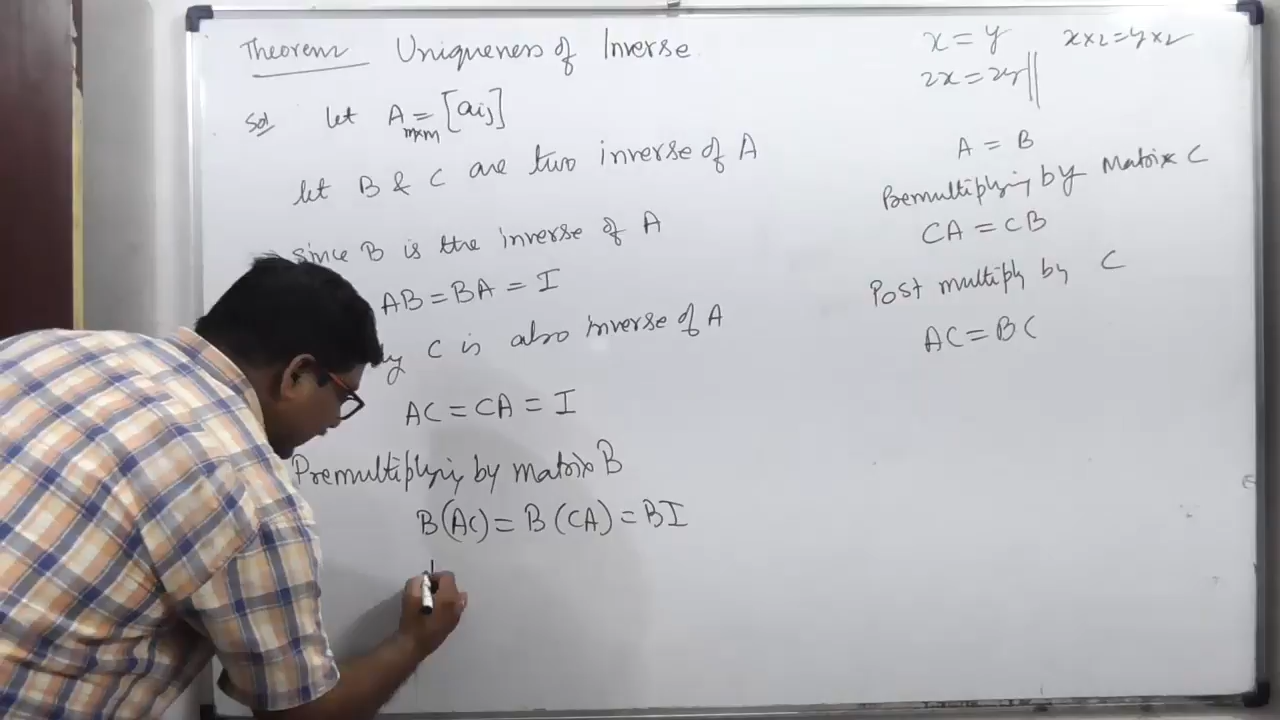 Theorem Uniqueness of Inverse
Sol let A = [aij]
m×m
let B & C are two inverse of A
since B is the inverse of A
AB = BA = I
C is also inverse of A
AC = CA = I
Premultiplying by matrix B
B(AC) = B(CA) = BI
x = y x×2=y×2
2x = 2y
A = B
Premultiplying by Matrix C
CA = CB
Post multiply by C
AC = BC